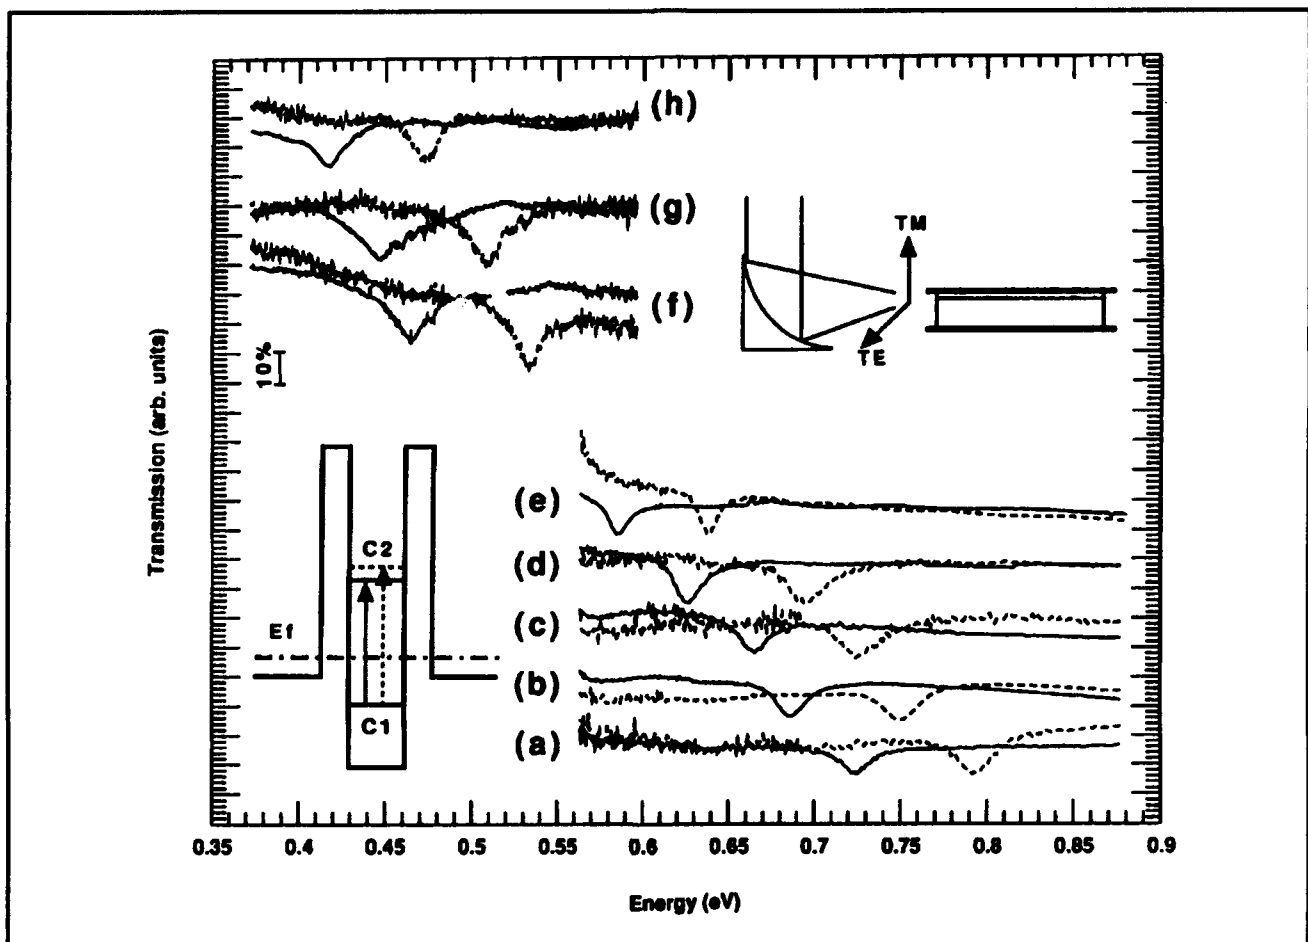 (h)
(g)
(f)
10%
TM
TE
Transmission (arb. units)
(e)
C2
(d)
Ef
(c)
(b)
C1
(a)
0.35 0.4 0.45 0.5 0.55 0.6 0.65 0.7 0.75 0.8 0.85 0.9
Energy (eV)